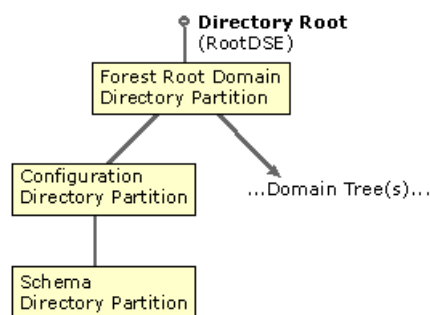 Directory Root
(RootDSE)
Forest Root Domain
Directory Partition
Configuration
Directory Partition
...Domain Tree(s)...
Schema
Directory Partition